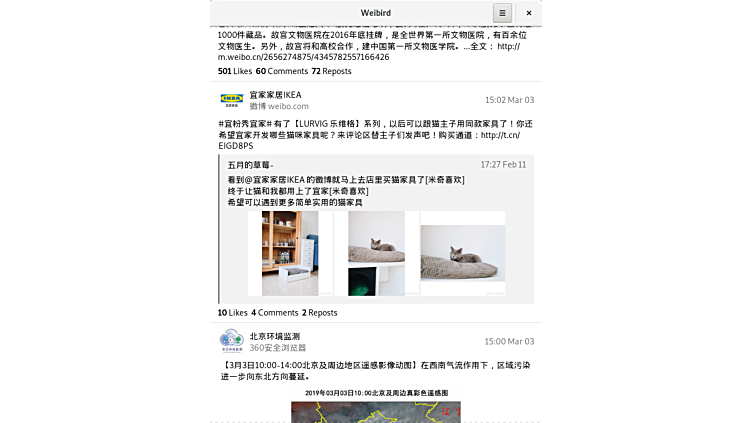 Weibird
1000件藏品。故宫文物医院在2016年底挂牌，是全世界第一所文物医院，有百余位
文物医生。另外，故宫将和高校合作，建中国第一所文物医学院。...全文： http://
m.weibo.cn/2656274875/4345782557166426
501 Likes 60 Comments 72 Reposts
宜家家居IKEA
15:02 Mar 03
微博 weibo.com
#宜粉秀宜家# 有了【LURVIG 乐维格】系列，以后可以跟猫主子用同款家具了！你还
希望宜家开发哪些猫咪家具呢？来评论区替主子们发声吧！购买通道：http://t.cn/
EIGD8PS
五月的草莓-
17:27 Feb 11
看到@宜家家居IKEA 的微博就马上去店里买猫家具了[米奇喜欢]
终于让猫和我都用上了宜家[米奇喜欢]
希望可以遇到更多简单实用的猫家具
10 Likes 4 Comments 2 Reposts
北京环境监测
15:00 Mar 03
360安全浏览器
【3月3日10:00-14:00北京及周边地区遥感影像动图】在西南气流作用下，区域污染
进一步向东北方向蔓延。
2019年03月03日10:00北京及周边真彩色遥感图